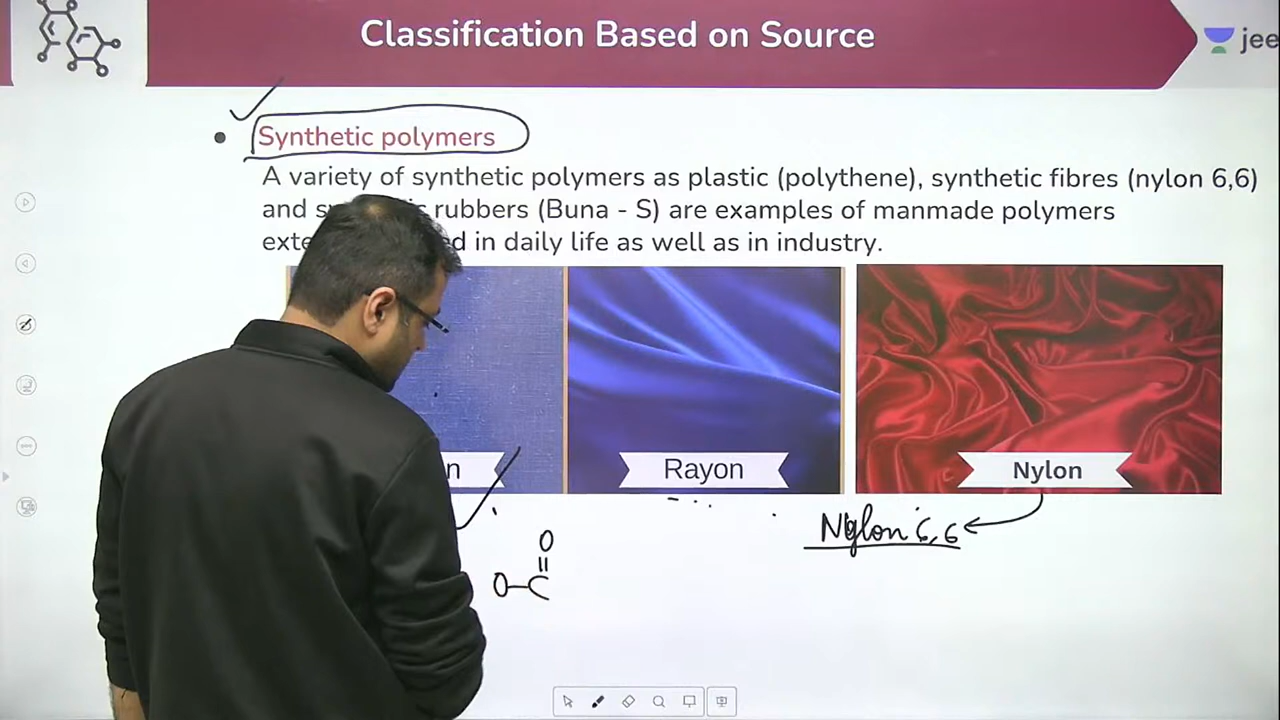 Classification Based on Source
jee
Synthetic polymers
A variety of synthetic polymers as plastic (polythene), synthetic fibres (nylon 6,6)
rubbers (Buna - S) are examples of manmade polymers
in daily life as well as in industry.
Rayon
Nylon
Nylon 6,6
O
||
O-C